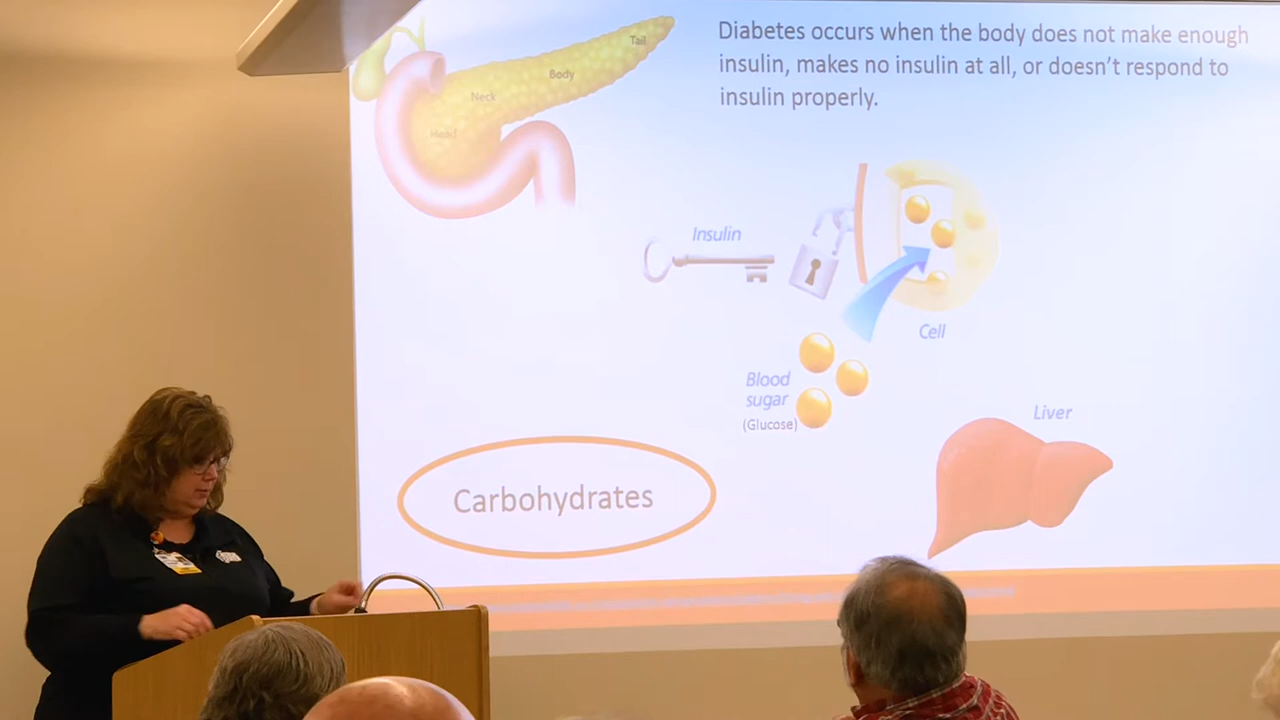 Diabetes occurs when the body does not make enough
insulin, makes no insulin at all, or doesn't respond to
insulin properly.
Tail
Body
Neck
Head
Insulin
Cell
Blood
sugar
(Glucose)
Liver
Carbohydrates